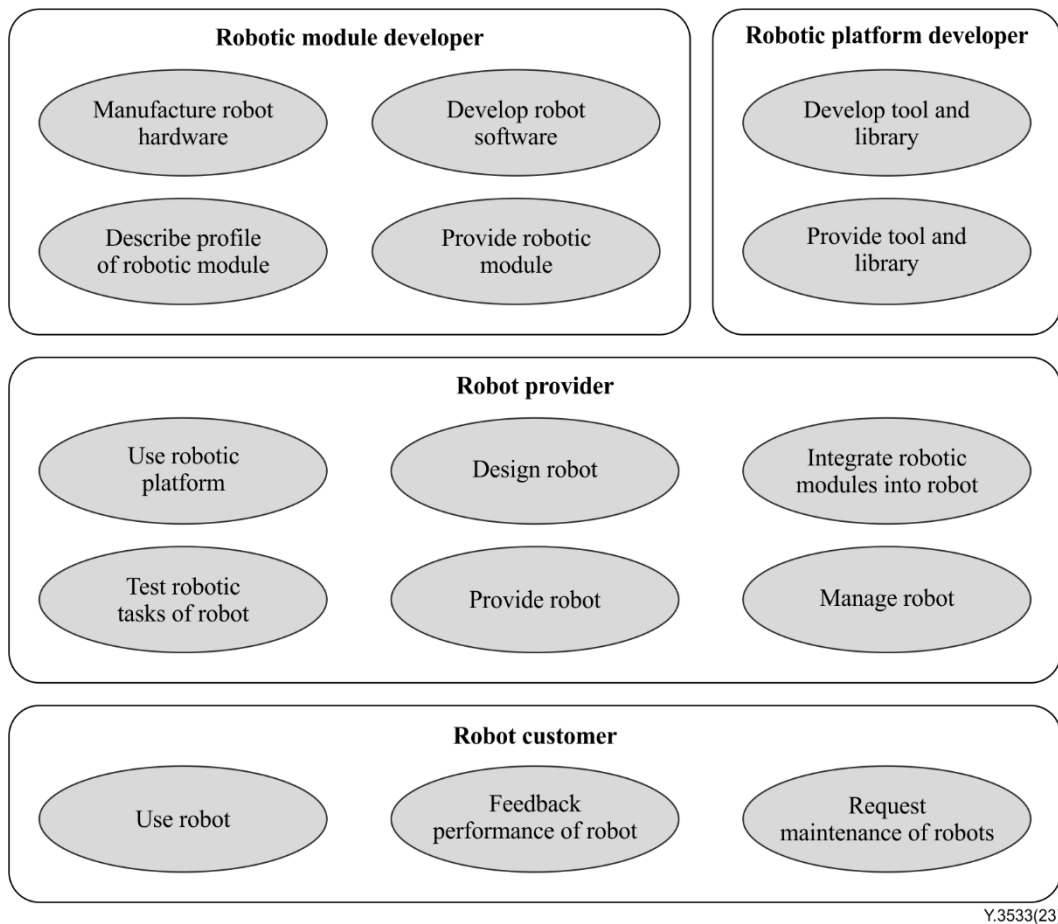 Robotic module developer
Manufacture robot
hardware
Develop robot
software
Describe profile
of robotic module
Provide robotic
module
Robotic platform developer
Develop tool and
library
Provide tool and
library
Robot provider
Use robotic
platform
Design robot
Integrate robotic
modules into robot
Test robotic
tasks of robot
Provide robot
Manage robot
Robot customer
Use robot
Feedback
performance of robot
Request
maintenance of robots
Y.3533(23